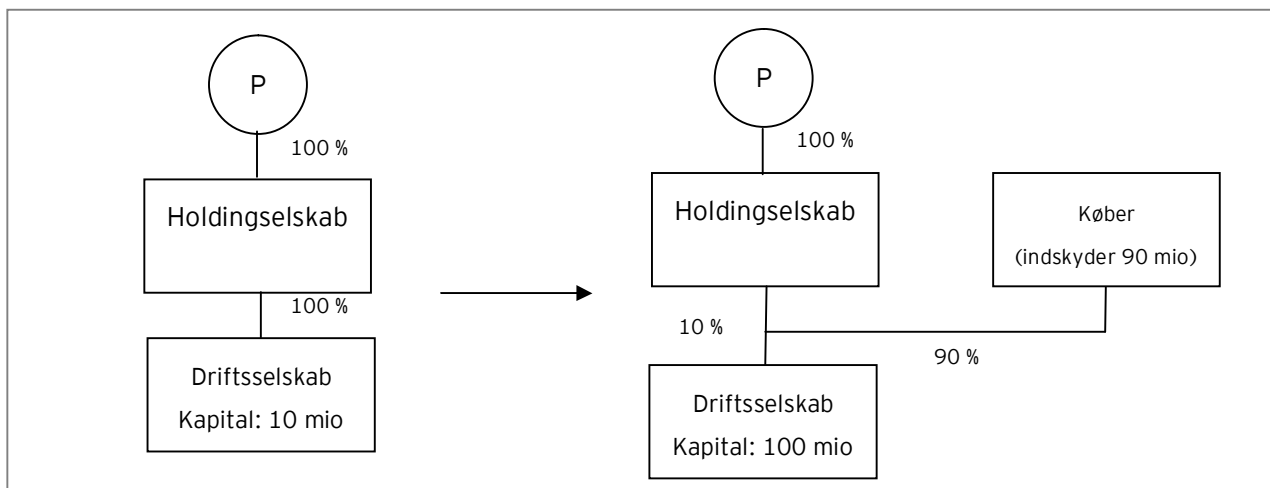 P
100 %
Holdingselskab
100 %
Driftsselskab
Kapital: 10 mio
P
100 %
Holdingselskab
Køber
(indskyder 90 mio)
10 %
90 %
Driftsselskab
Kapital: 100 mio